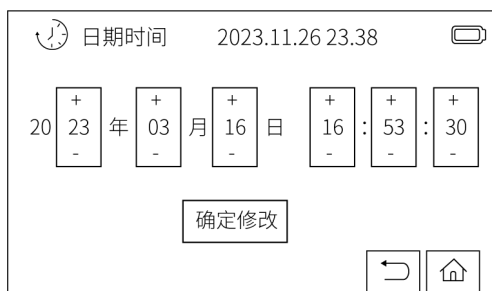 日期时间 2023.11.26 23.38
+ + + + + +
20 23 年 03 月 16 日 16 : 53 : 30
- - - - - -
确定修改